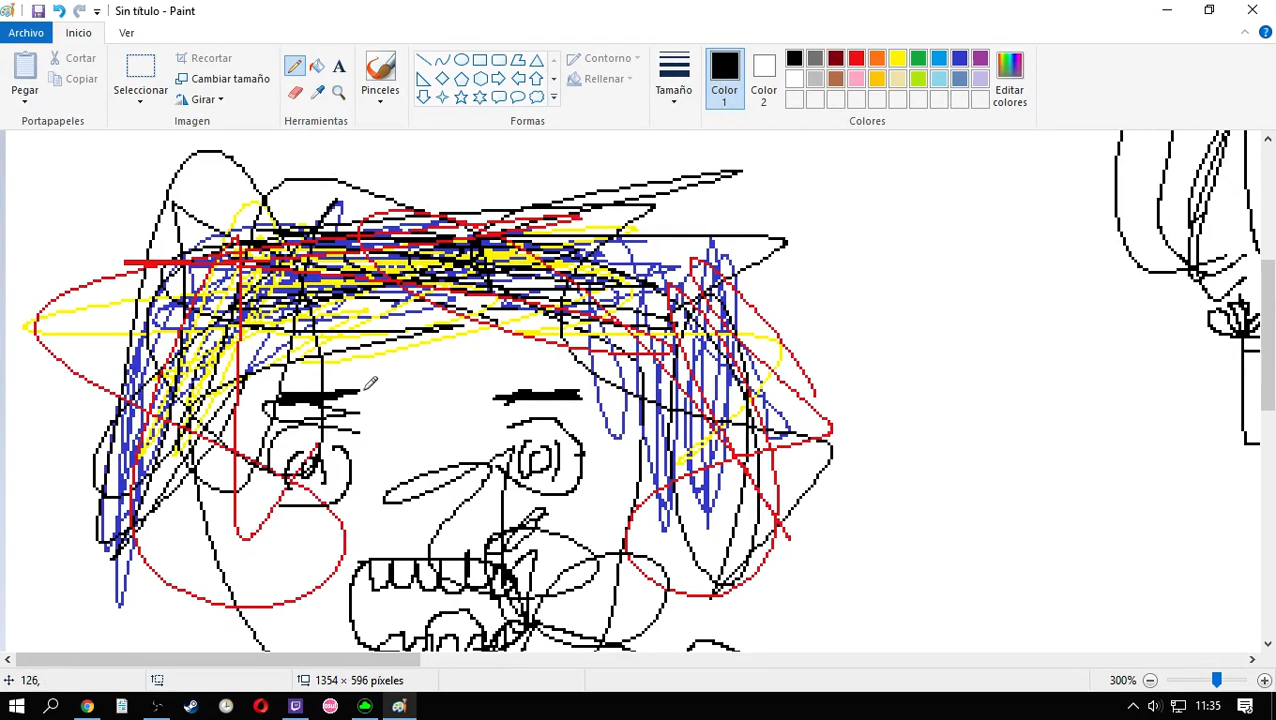 Sin título - Paint
Archivo Inicio Ver
Pegar
Cortar
Copiar
Portapapeles
Seleccionar
Recortar
Cambiar tamaño
Girar
Imagen
A
Herramientas
Pinceles
Contorno
Rellenar
Formas
Tamaño
Color 1
Color 2
Editar colores
Colores
126,
1354 × 596 píxeles
300%
osu!
11:35